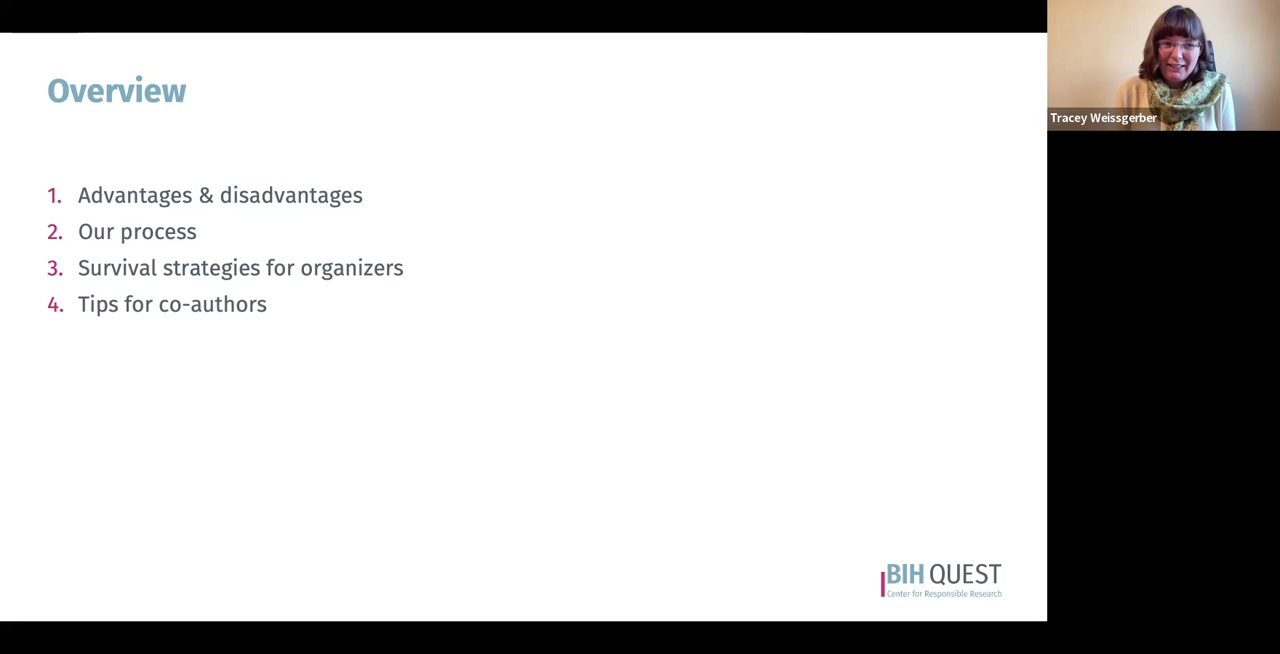 Overview
1. Advantages & disadvantages
2. Our process
3. Survival strategies for organizers
4. Tips for co-authors
BIH QUEST
Center for Responsible Research
Tracey Weissgerber